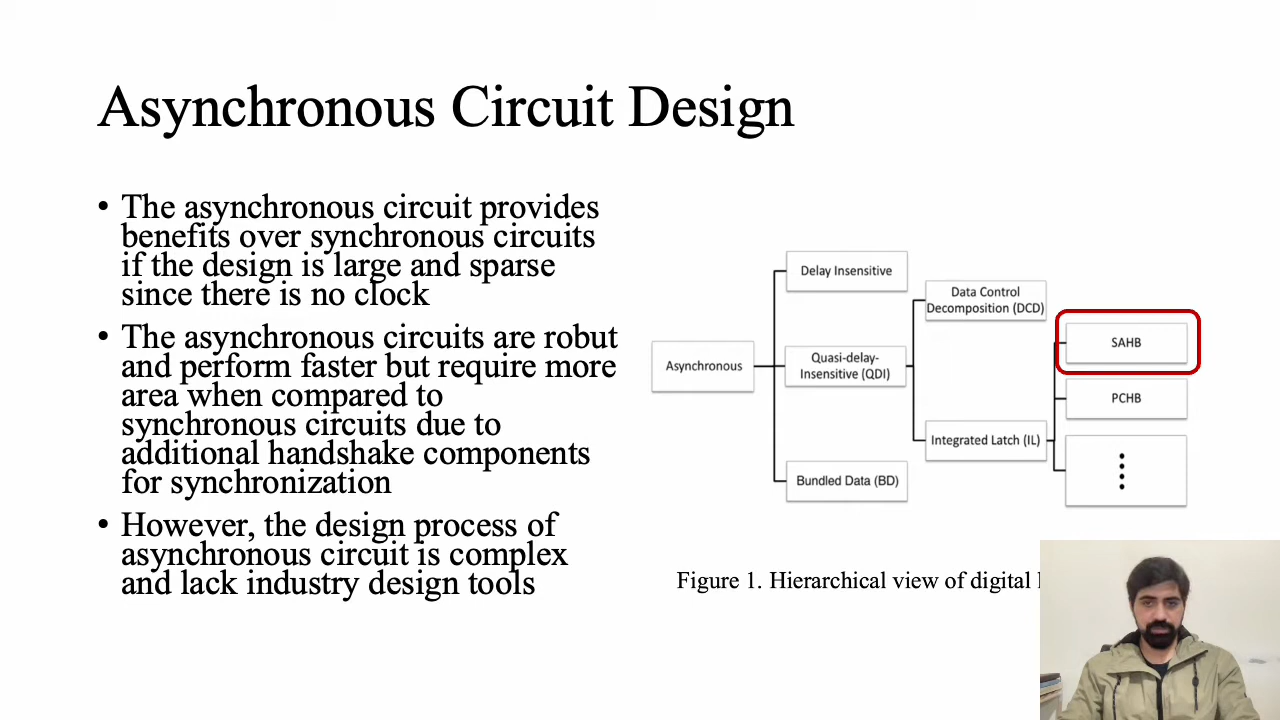 Asynchronous Circuit Design
• The asynchronous circuit provides
benefits over synchronous circuits
if the design is large and sparse
since there is no clock
• The asynchronous circuits are robut
and perform faster but require more
area when compared to
synchronous circuits due to
additional handshake components
for synchronization
• However, the design process of
asynchronous circuit is complex
and lack industry design tools
Asynchronous
Delay Insensitive
Quasi-delay-
Insensitive (QDI)
Bundled Data (BD)
Data Control
Decomposition (DCD)
Integrated Latch (IL)
SAHB
PCHB
Figure 1. Hierarchical view of digital